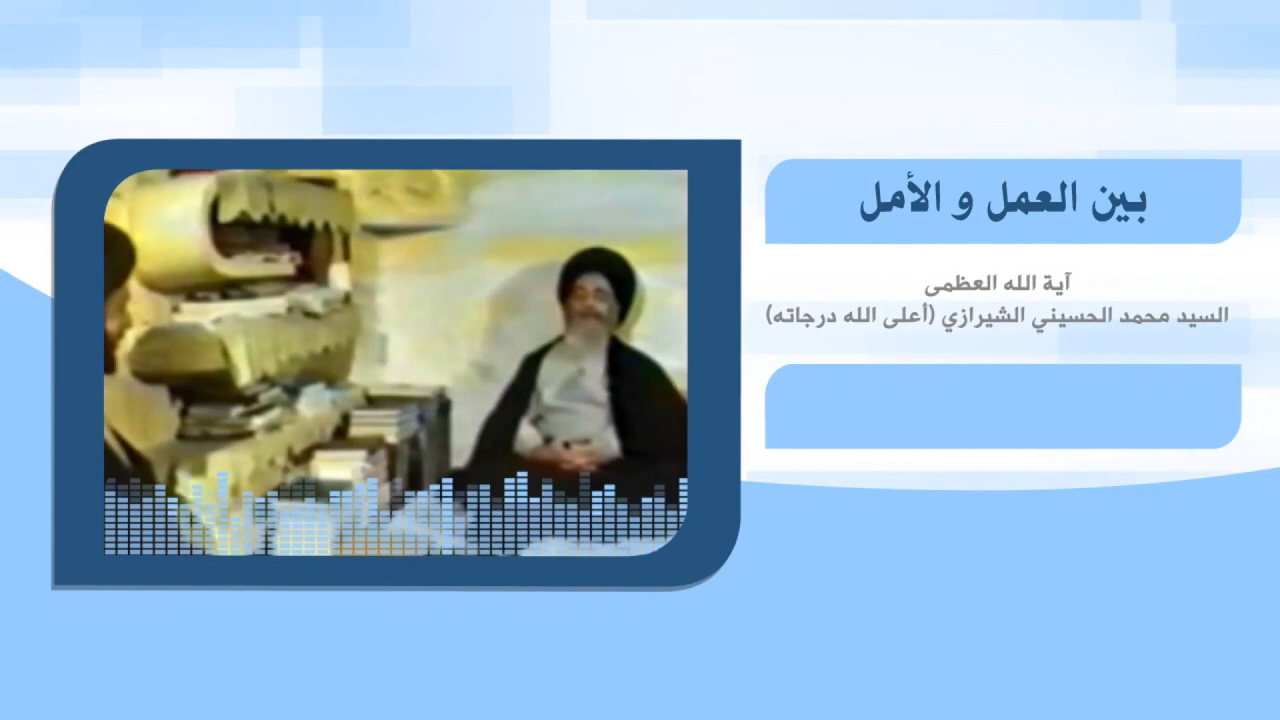 بين العمل و الأمل
آية الله العظمى
السيد محمد الحسيني الشيرازي (أعلى الله درجاته)